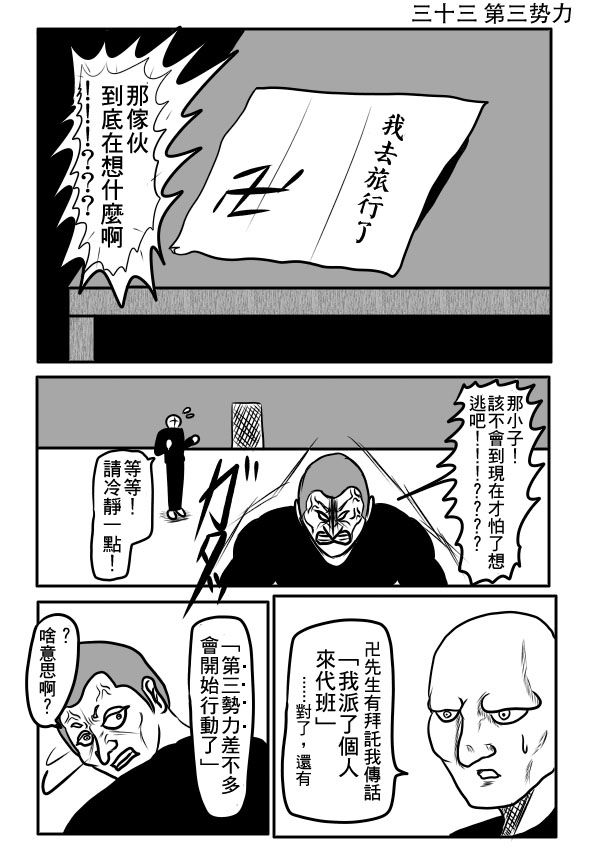 三十三 第三势力
那傢伙
到底在想什麼啊
!!!????
我去旅行了
卍
那小子!
該不會到現在才怕了想
逃吧!!!????
等等!
請冷靜一點!
ガタッ
卍先生有拜託我傳話
「我派了個人
來代班」
……對了，還有
「第三勢力差不多
會開始行動了」
?
啥意思啊?